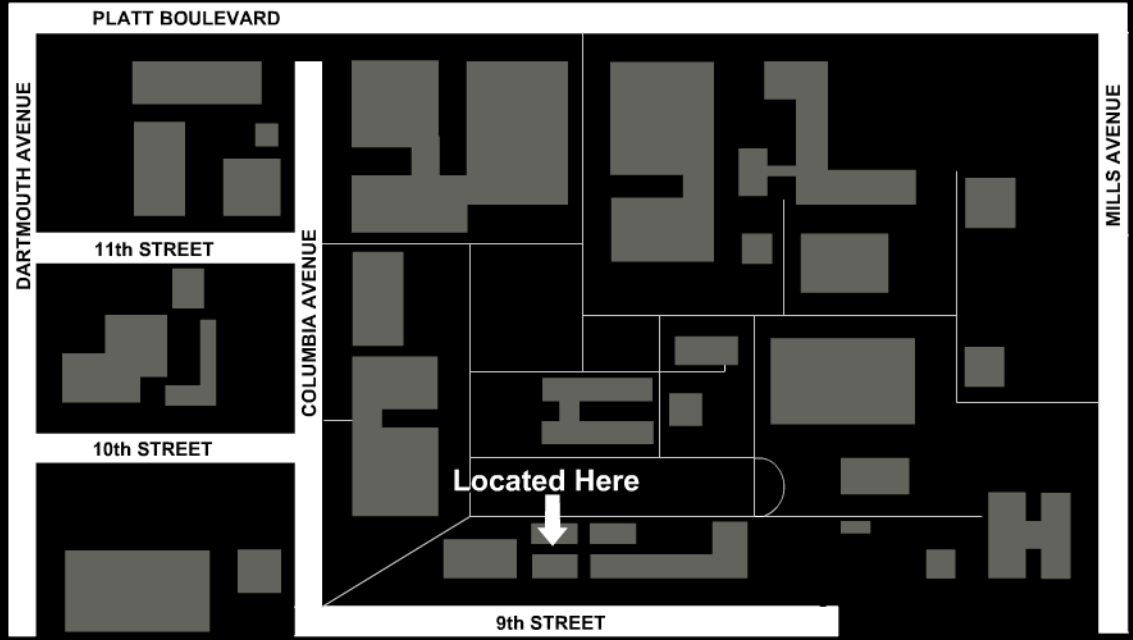 PLATT BOULEVARD
DARTMOUTH AVENUE
MILLS AVENUE
11th STREET
COLUMBIA AVENUE
10th STREET
Located Here
9th STREET